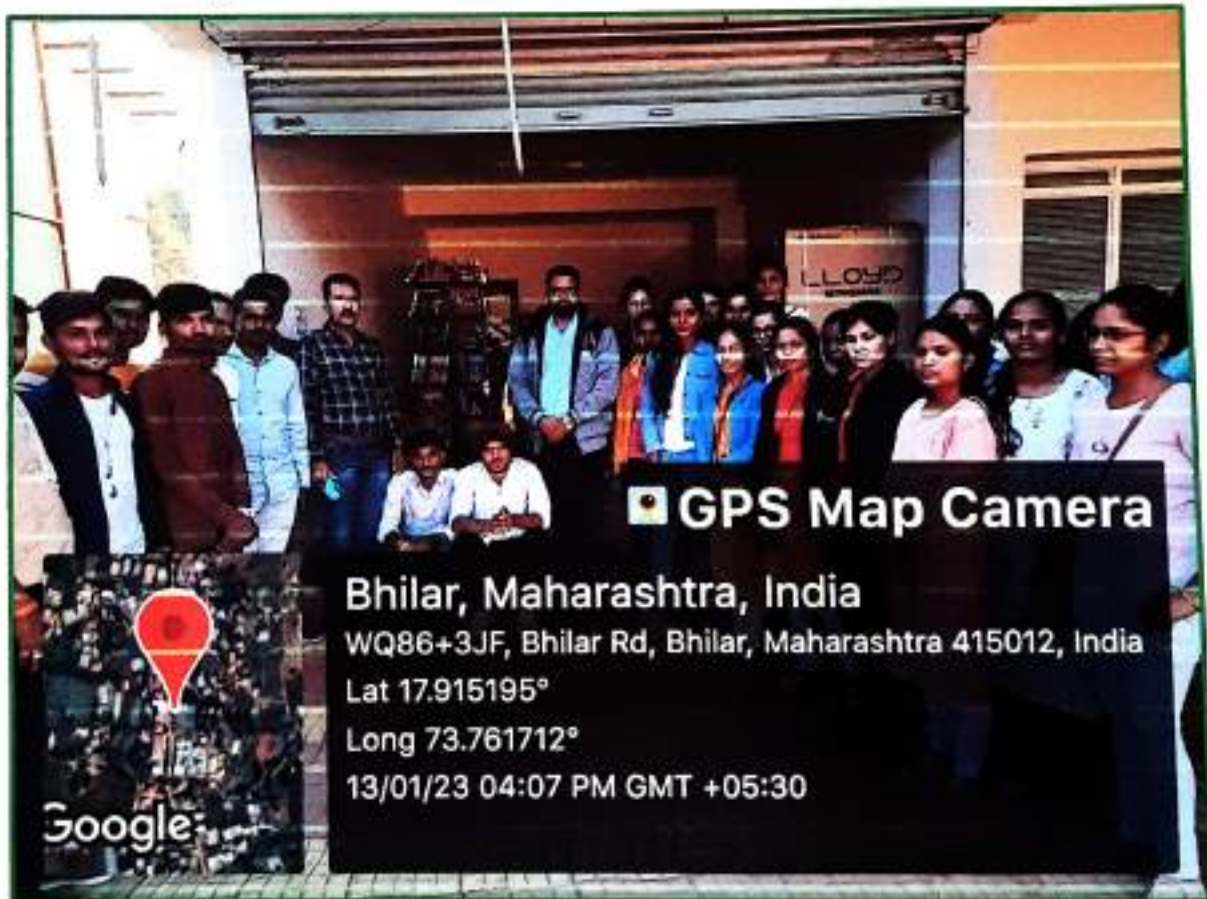 LLOYD
GPS Map Camera
Bhilar, Maharashtra, India
WQ86+3JF, Bhilar Rd, Bhilar, Maharashtra 415012, India
Lat 17.915195°
Long 73.761712°
13/01/23 04:07 PM GMT +05:30
Google